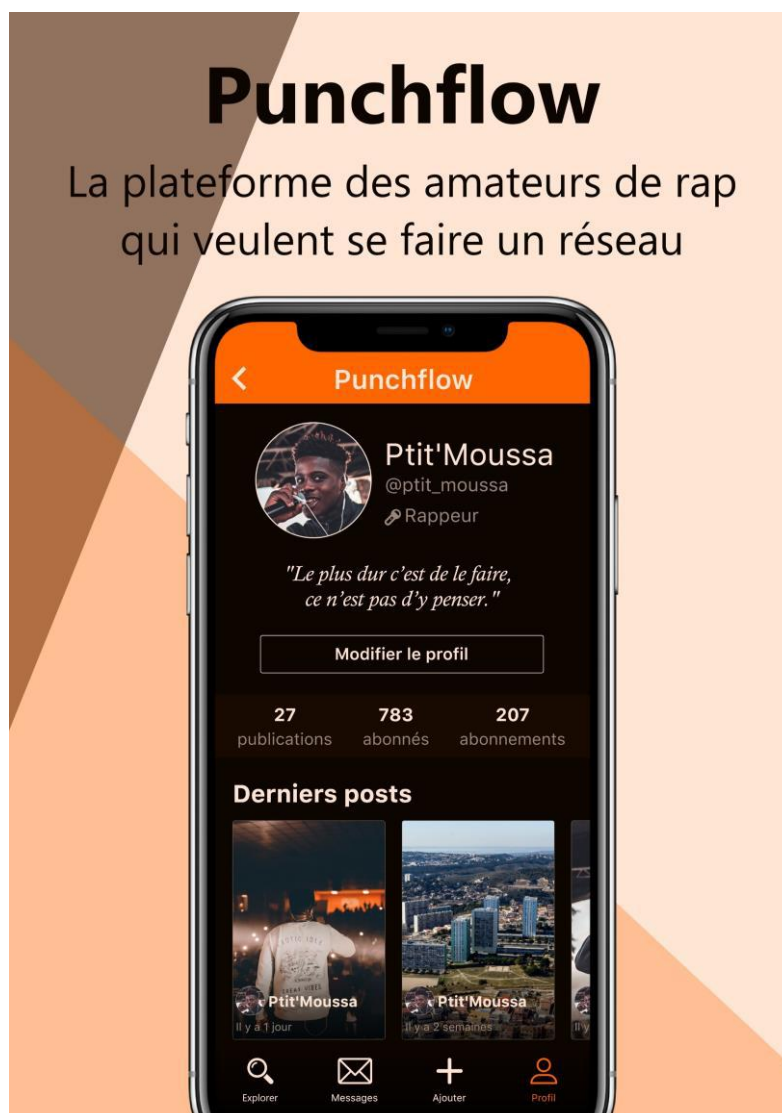 Punchflow
La plateforme des amateurs de rap
qui veulent se faire un réseau
Punchflow
Ptit'Moussa
@ptit_moussa
Rappeur
"Le plus dur c’est de le faire,
ce n’est pas d’y penser."
Modifier le profil
27 783 207
publications abonnés abonnements
Derniers posts
Ptit'Moussa Ptit'Moussa
Il y a 1 jour Il y a 2 semaines
Explorer Messages Ajouter Profil